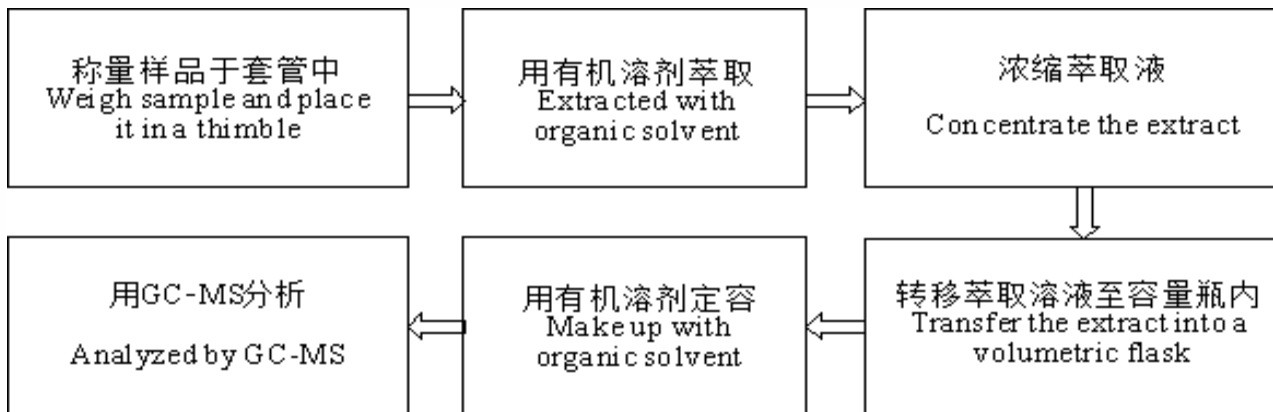 称量样品于套管中
Weigh sample and place
it in a thimble
用有机溶剂萃取
Extracted with
organic solvent
浓缩萃取液
Concentrate the extract
转移萃取溶液至容量瓶内
Transfer the extract into a
volumetric flask
用有机溶剂定容
Make up with
organic solvent
用GC-MS分析
Analyzed by GC-MS